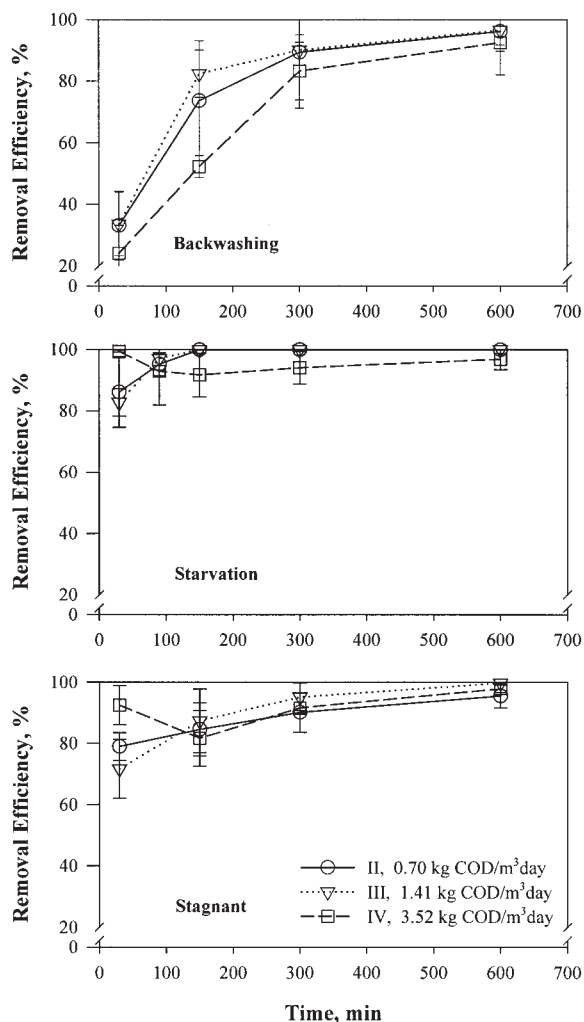 Removal Efficiency, %
100
80
60
40
20
0
Backwashing
0 100 200 300 400 500 600 700
Removal Efficiency, %
100
80
60
40
20
0
Starvation
0 100 200 300 400 500 600 700
Removal Efficiency, %
100
80
60
40
20
0
II, 0.70 kg COD/m³day
III, 1.41 kg COD/m³day
IV, 3.52 kg COD/m³day
Stagnant
0 100 200 300 400 500 600 700
Time, min